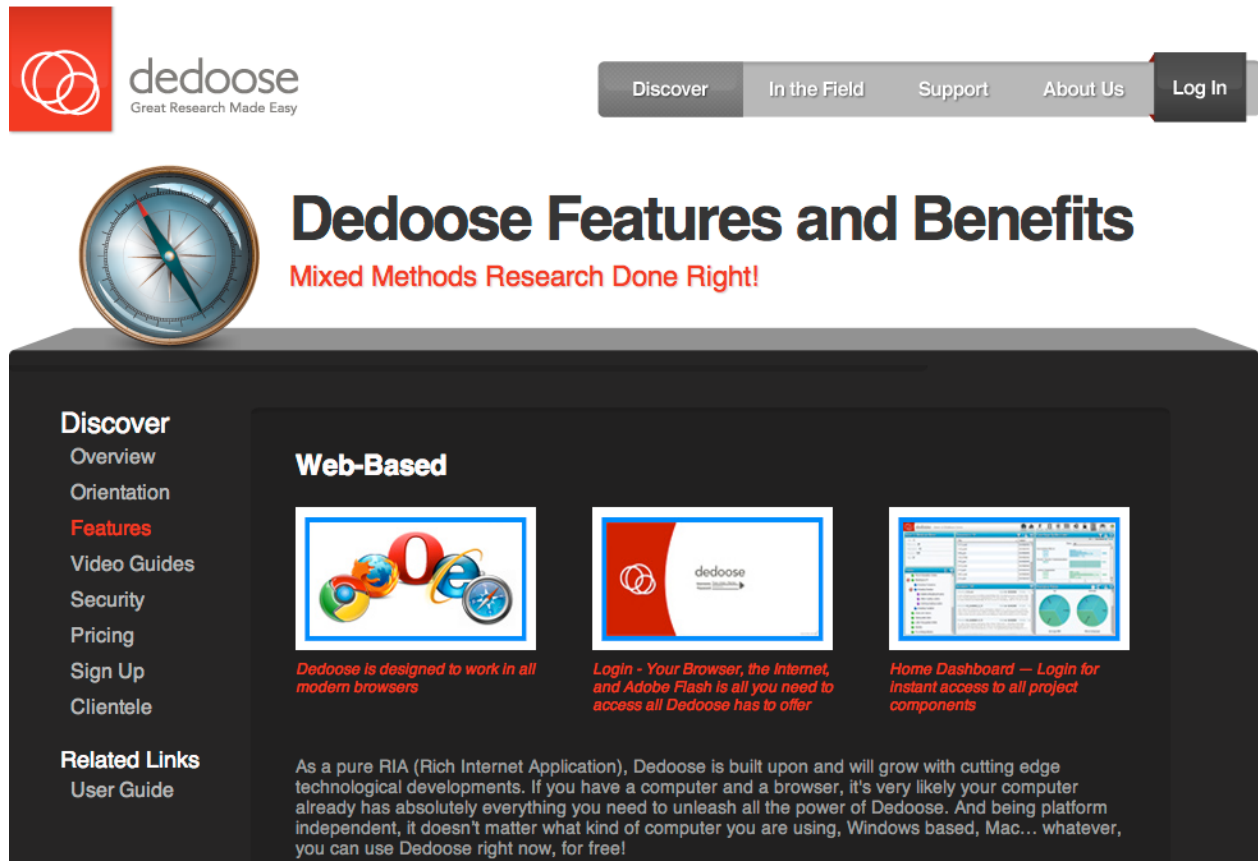 dedoose
Great Research Made Easy
Discover
In the Field
Support
About Us
Log In
Dedoose Features and Benefits
Mixed Methods Research Done Right!
Discover
Overview
Orientation
Features
Video Guides
Security
Pricing
Sign Up
Clientele
Related Links
User Guide
Web-Based
dedoose
Dedoose is designed to work in all
modern browsers
Login - Your Browser, the Internet,
and Adobe Flash is all you need to
access all Dedoose has to offer
Home Dashboard — Login for
instant access to all project
components
As a pure RIA (Rich Internet Application), Dedoose is built upon and will grow with cutting edge
technological developments. If you have a computer and a browser, it's very likely your computer
already has absolutely everything you need to unleash all the power of Dedoose. And being platform
independent, it doesn't matter what kind of computer you are using, Windows based, Mac... whatever,
you can use Dedoose right now, for free!